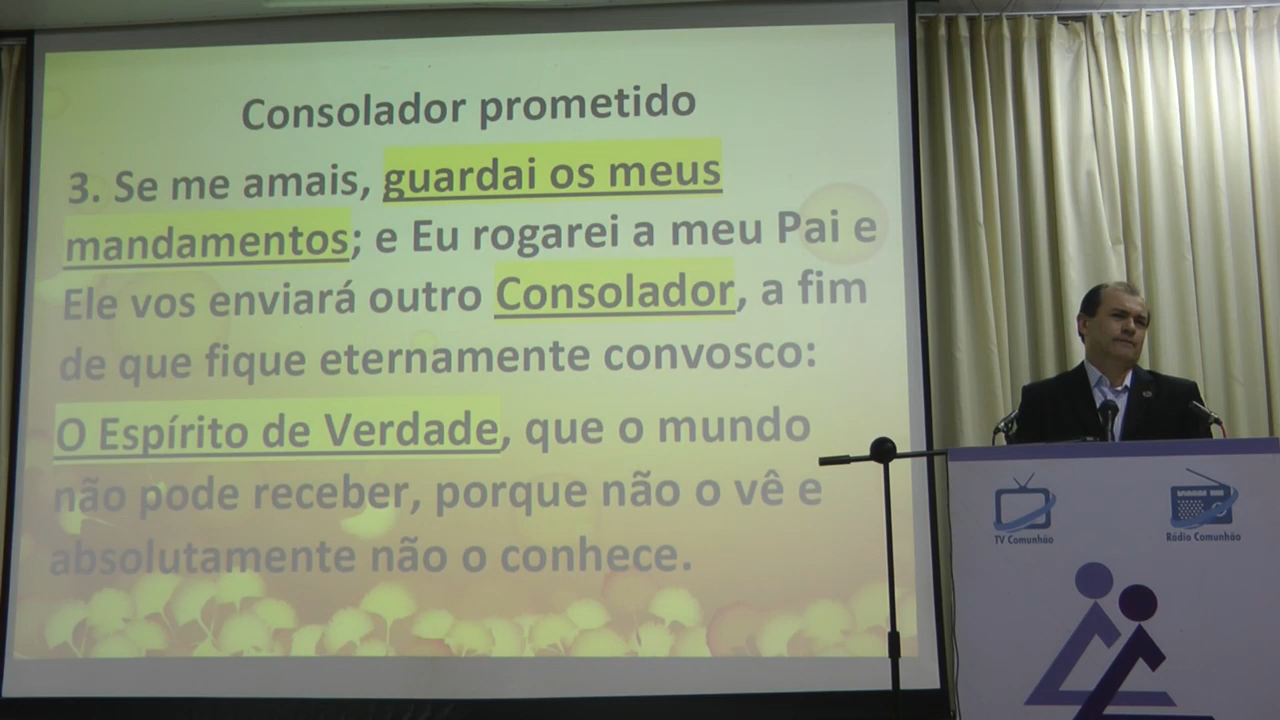 Consolador prometido
3. Se me amais, guardai os meus
mandamentos; e Eu rogarei a meu Pai e
Ele vos enviará outro Consolador, a fim
de que fique eternamente convosco:
O Espírito de Verdade, que o mundo
não pode receber, porque não o vê e
absolutamente não o conhece.
TV Comunhão
Rádio Comunhão